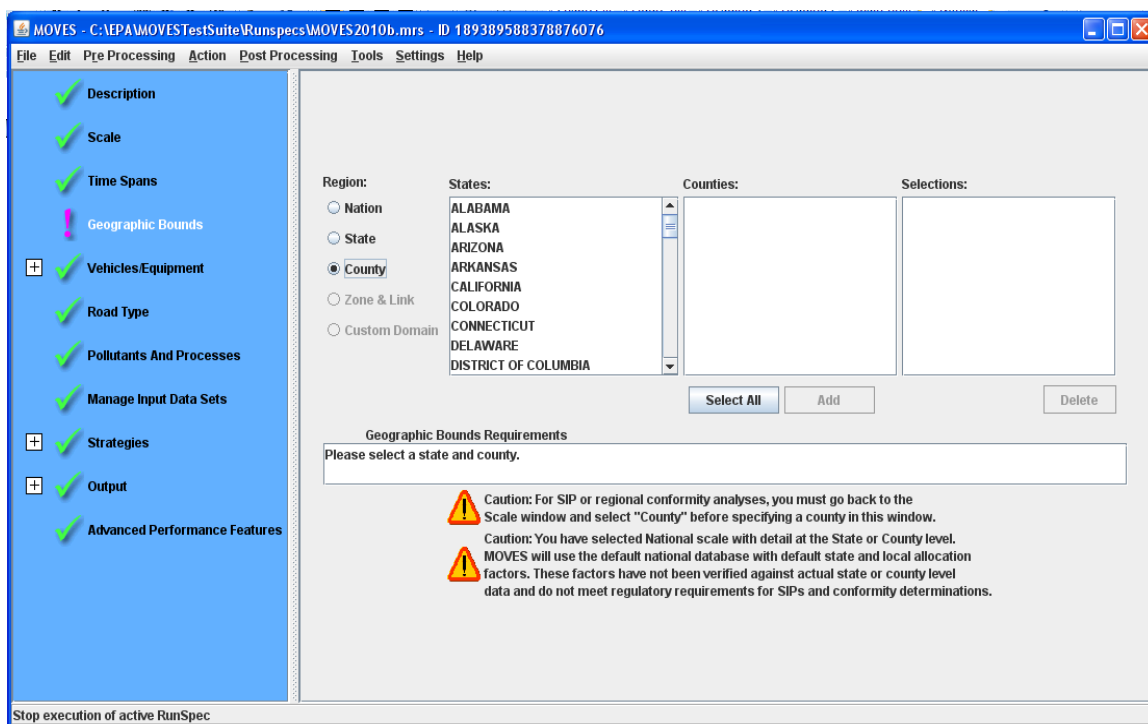 MOVES - C:\EPA\MOVESTestSuite\Runspecs\MOVES2010b.mrs - ID 189389588378876076
File Edit Pre Processing Action Post Processing Tools Settings Help
Description
Scale
Time Spans
Geographic Bounds
Vehicles/Equipment
Road Type
Pollutants And Processes
Manage Input Data Sets
Strategies
Output
Advanced Performance Features
Region:
Nation
State
County
Zone & Link
Custom Domain
States:
ALABAMA
ALASKA
ARIZONA
ARKANSAS
CALIFORNIA
COLORADO
CONNECTICUT
DELAWARE
DISTRICT OF COLUMBIA
Counties:
Selections:
Select All
Add
Delete
Geographic Bounds Requirements
Please select a state and county.
Caution: For SIP or regional conformity analyses, you must go back to the
Scale window and select "County" before specifying a county in this window.
Caution: You have selected National scale with detail at the State or County level.
MOVES will use the default national database with default state and local allocation
factors. These factors have not been verified against actual state or county level
data and do not meet regulatory requirements for SIPs and conformity determinations.
Stop execution of active RunSpec